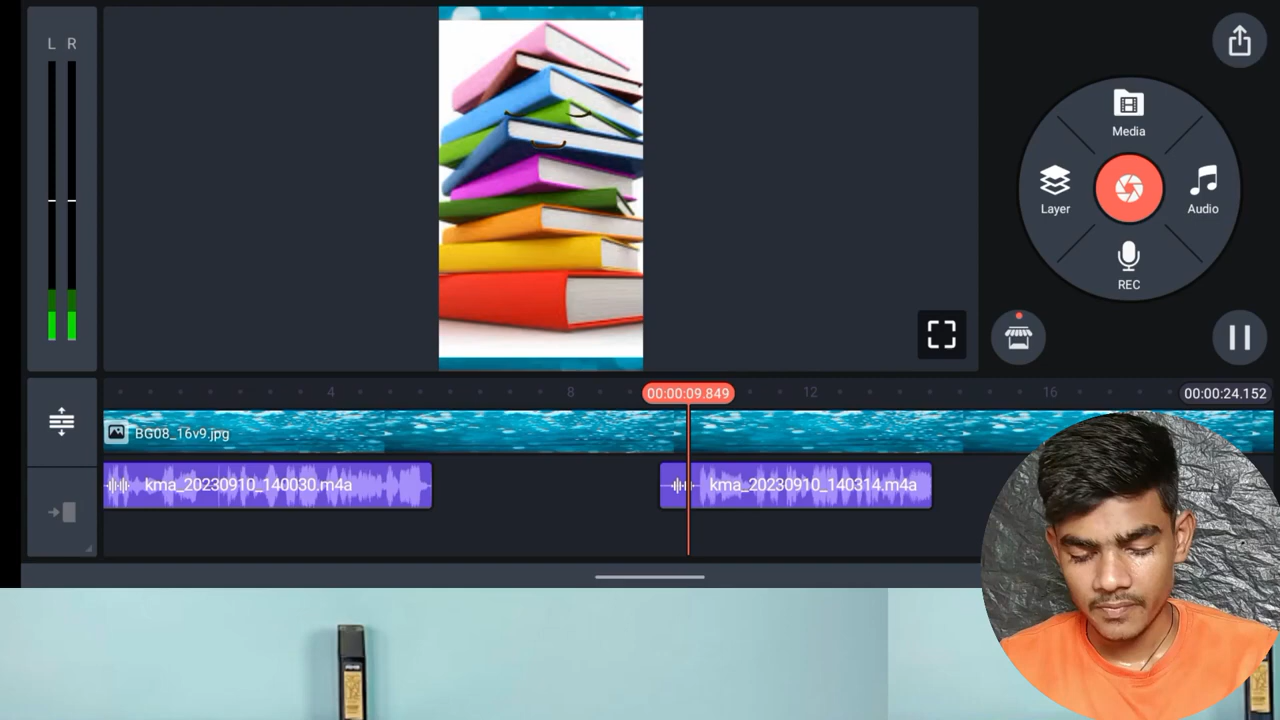 L R
Media
Layer
Audio
REC
4
8
00:00:09.849
12
16
00:00:24.152
BG08_16v9.jpg
kma_20230910_140030.m4a
kma_20230910_140314.m4a